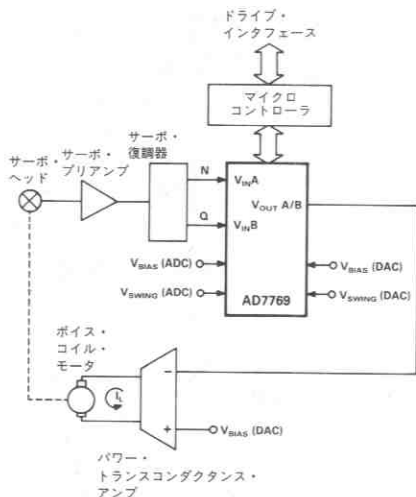 ドライブ・
インタフェース
マイクロ
コントローラ
サーボ・
復調器
サーボ・
プリアンプ
サーボ・
ヘッド
N
Q
VINA
VINB
VOUT A/B
VBIAS (ADC)
VSWING (ADC)
VBIAS (DAC)
VSWING (DAC)
AD7769
ボイス・
コイル・
モータ
IL
−
+
VBIAS (DAC)
パワー・
トランスコンダクタンス・
アンプ